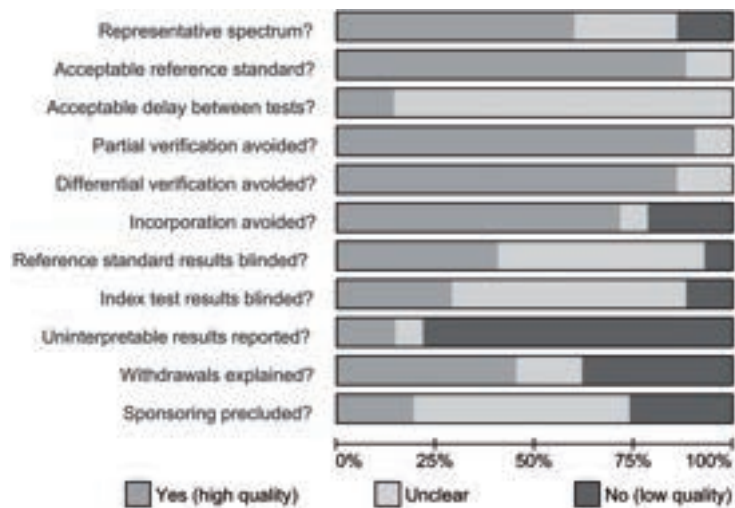 Representative spectrum?
Acceptable reference standard?
Acceptable delay between tests?
Partial verification avoided?
Differential verification avoided?
Incorporation avoided?
Reference standard results blinded?
Index test results blinded?
Uninterpretable results reported?
Withdrawals explained?
Sponsoring precluded?
0% 25% 50% 75% 100%
Yes (high quality) Unclear No (low quality)